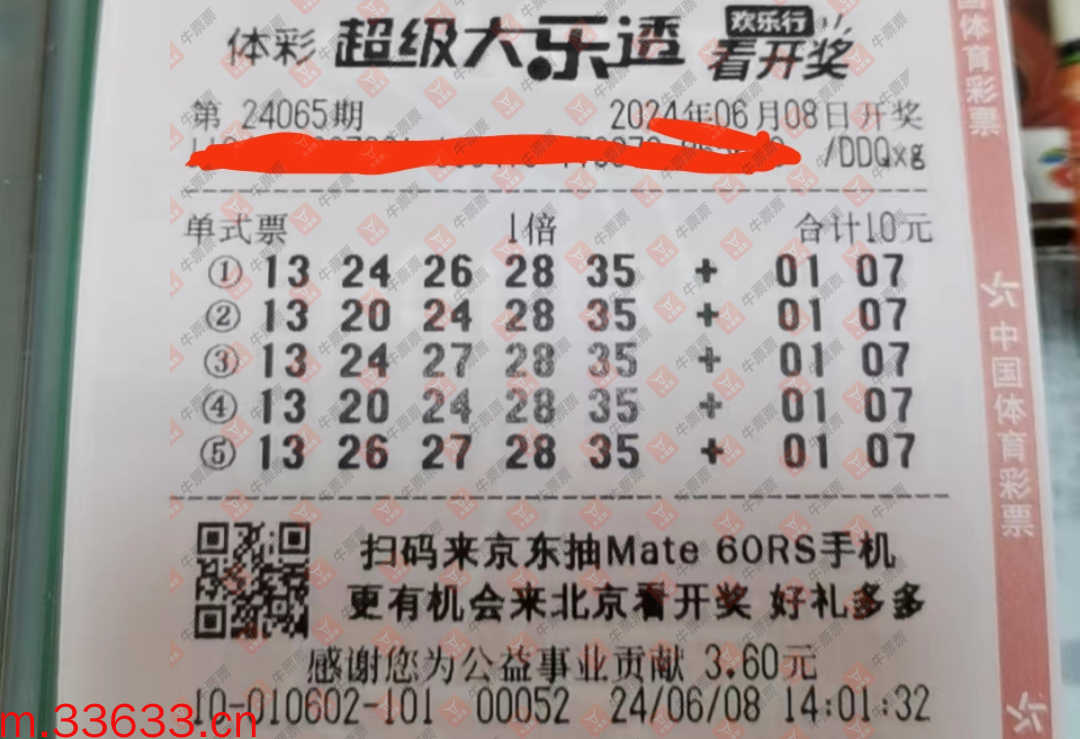 体彩 超级大乐透 欢乐行 看开奖
第 24065期 2024年06月08日开奖
/DDQxg
单式票 1倍 合计10元
① 13 24 26 28 35 + 01 07
② 13 20 24 28 35 + 01 07
③ 13 24 27 28 35 + 01 07
④ 13 20 24 28 35 + 01 07
⑤ 13 26 27 28 35 + 01 07
扫码来京东抽Mate 60RS手机
更有机会来北京看开奖 好礼多多
感谢您为公益事业贡献 3.60元
10-010602-101 00052 24/06/08 14:01:32
国体育彩票
中国体育彩票
牛票票
m.33633.cn